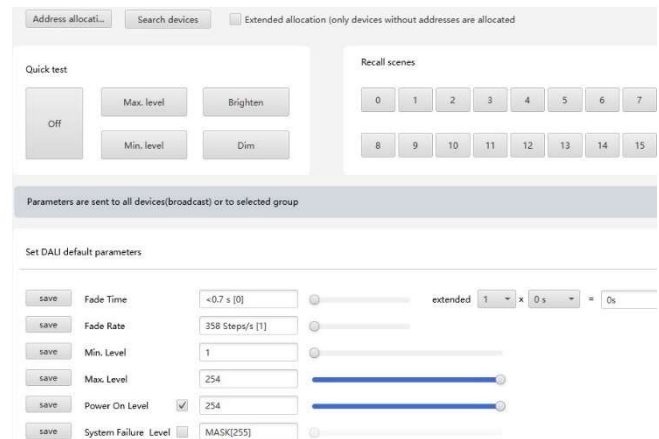 Address allocati... Search devices Extended allocation (only devices without addresses are allocated
Quick test
Off
Max. level Brighten
Min. level Dim
Recall scenes
0 1 2 3 4 5 6 7
8 9 10 11 12 13 14 15
Parameters are sent to all devices(broadcast) or to selected group
Set DALI default parameters
save Fade Time <0.7 s [0] extended 1 x 0 s = 0s
save Fade Rate 358 Steps/s [1]
save Min. Level 1
save Max. Level 254
save Power On Level 254
save System Failure Level MASK[255]